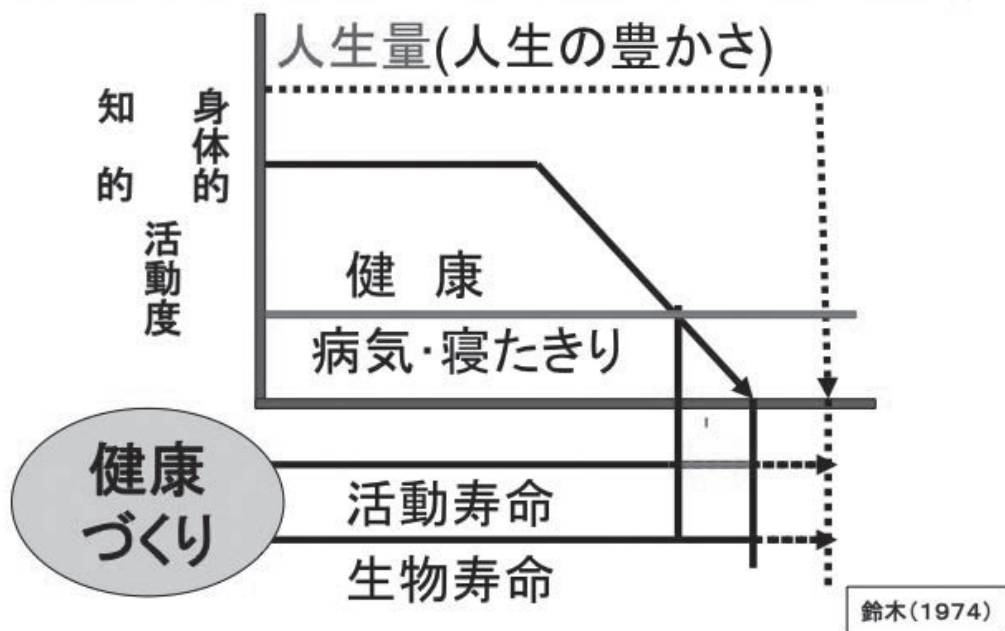 人生量(人生の豊かさ)
身体的
知的
活動度
健 康
病気・寝たきり
健康
づくり
活動寿命
生物寿命
鈴木(1974)